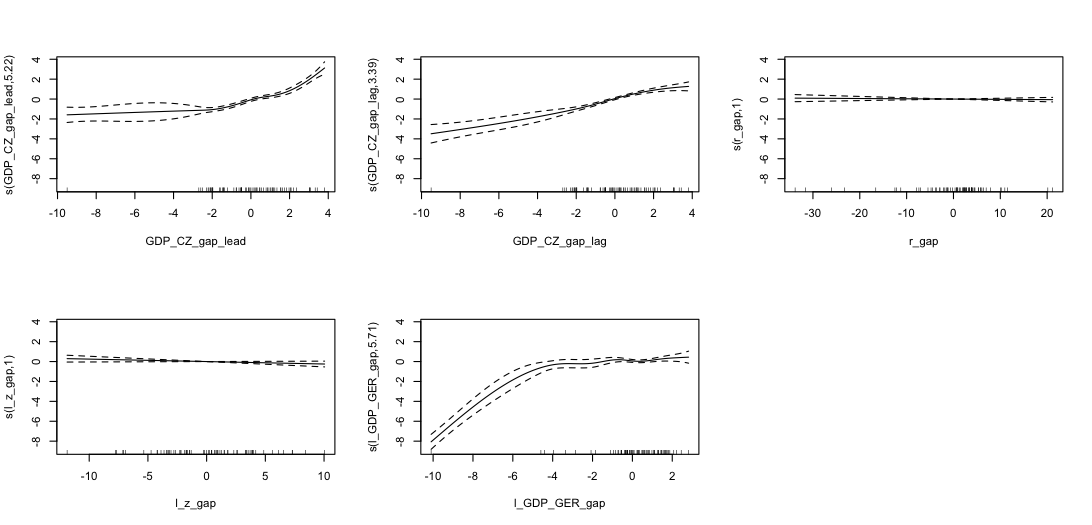 s(GDP_CZ_gap_lead,5.22)
4
2
0
-2
-4
-6
-8
-10 -8 -6 -4 -2 0 2 4
GDP_CZ_gap_lead
s(GDP_CZ_gap_lag,3.39)
4
2
0
-2
-4
-6
-8
-10 -8 -6 -4 -2 0 2 4
GDP_CZ_gap_lag
s(r_gap,1)
4
2
0
-2
-4
-6
-8
-30 -20 -10 0 10 20
r_gap
s(l_z_gap,1)
4
2
0
-2
-4
-6
-8
-10 -5 0 5 10
l_z_gap
s(l_GDP_GER_gap,5.71)
4
2
0
-2
-4
-6
-8
-10 -8 -6 -4 -2 0 2
l_GDP_GER_gap